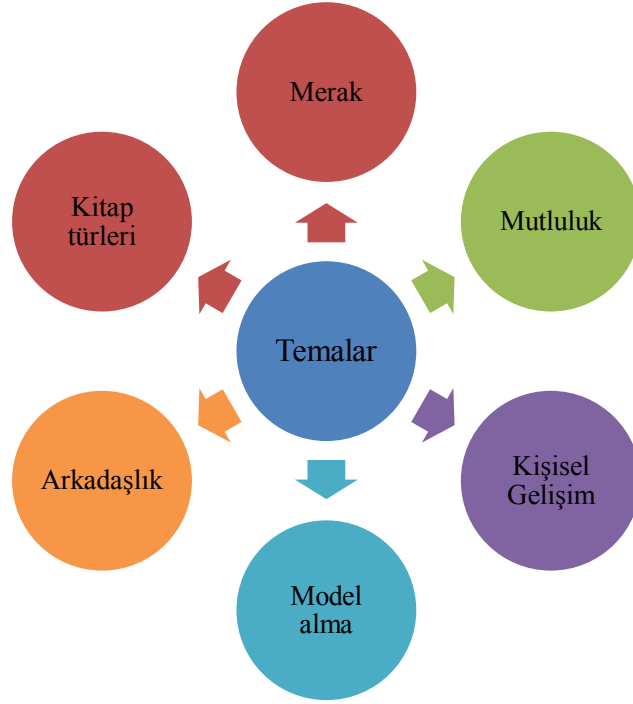 Merak
Kitap
türleri
Mutluluk
Temalar
Arkadaşlık
Kişisel
Gelişim
Model
alma